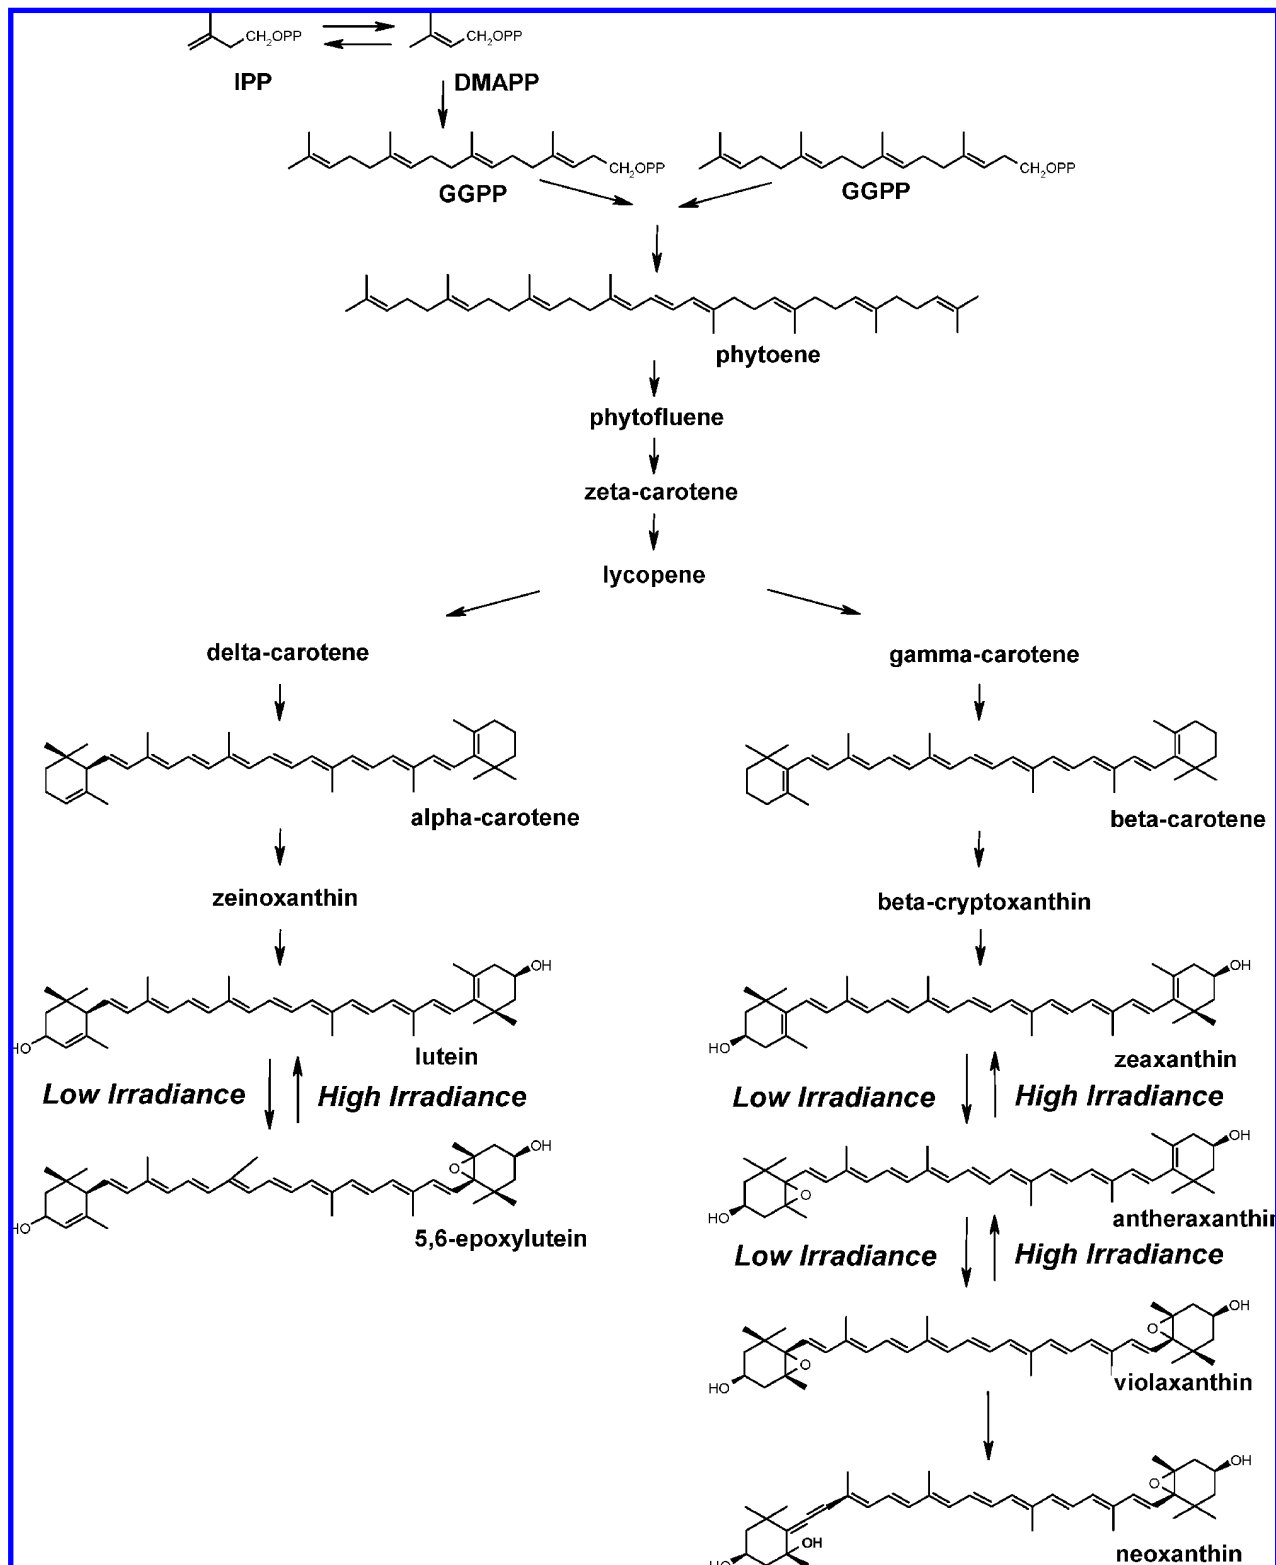 CH2OPP
CH2OPP
IPP
DMAPP
CH2OPP
CH2OPP
GGPP
GGPP
phytoene
phytofluene
zeta-carotene
lycopene
delta-carotene
gamma-carotene
alpha-carotene
beta-carotene
zeinoxanthin
beta-cryptoxanthin
OH
OH
HO
HO
lutein
zeaxanthin
Low Irradiance
High Irradiance
Low Irradiance
High Irradiance
OH
O
OH
O
HO
HO
5,6-epoxylutein
antheraxanthin
Low Irradiance
High Irradiance
OH
O
O
HO
violaxanthin
OH
O
OH
HO
neoxanthin